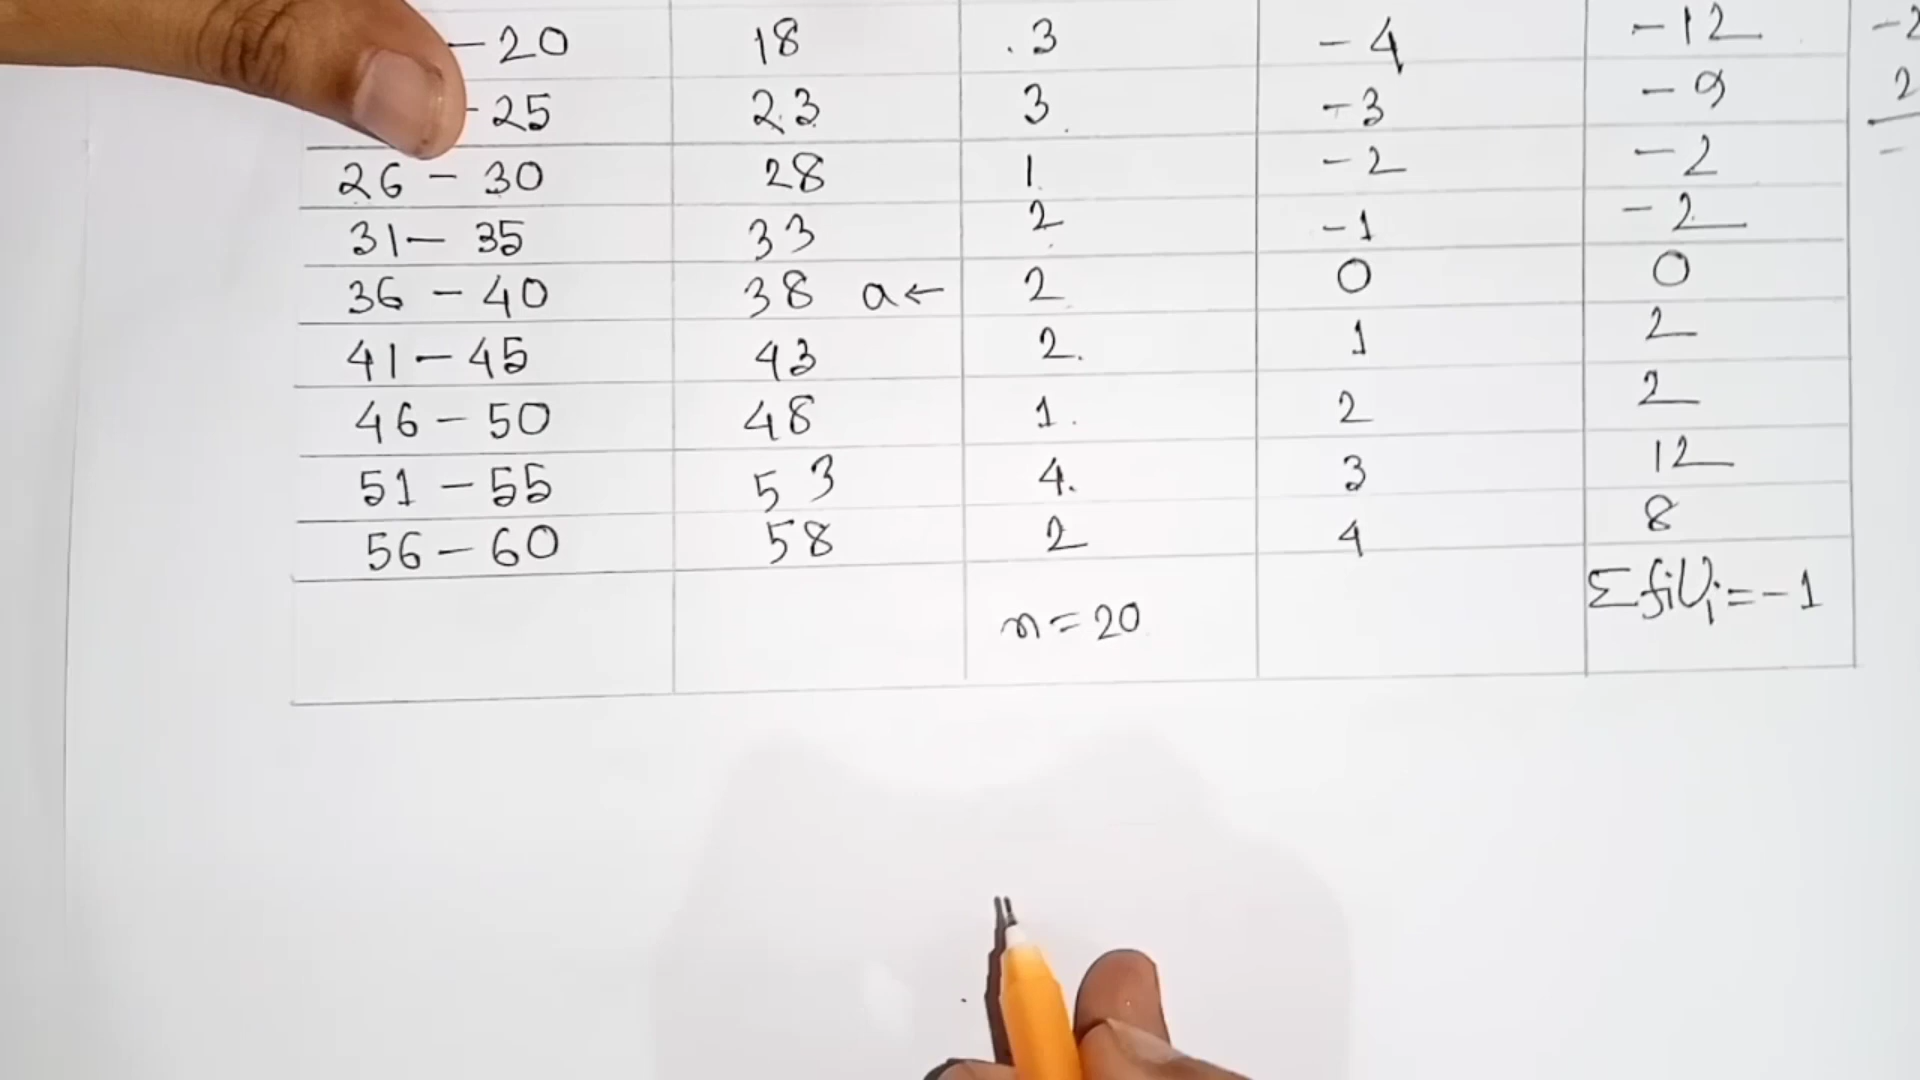 - 20 18 .3 - 4 - 12 - 2
- 25 23 3 - 3 - 9 2
26 - 30 28 1 - 2 - 2
31 - 35 33 2 - 1 - 2
36 - 40 38 a← 2 0 0
41 - 45 43 2. 1 2
46 - 50 48 1. 2 2
51 - 55 53 4. 3 12
56 - 60 58 2 4 8
n = 20 ΣfiUi = - 1